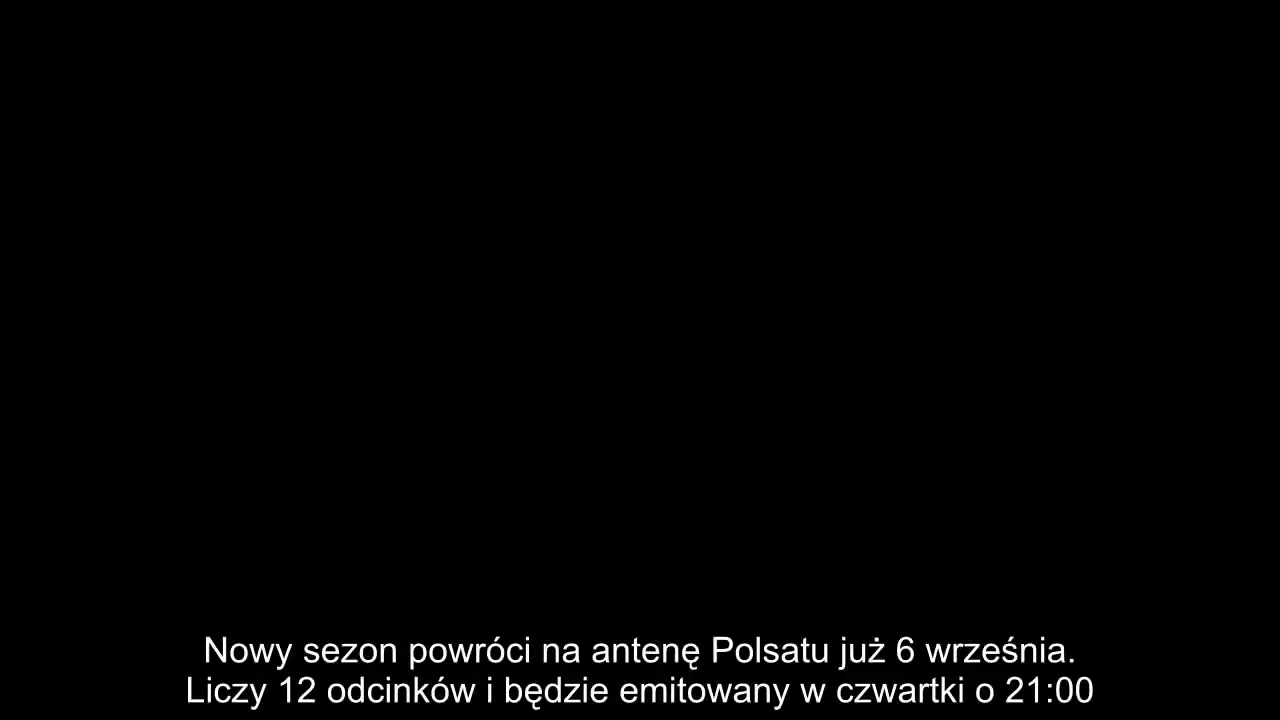 Nowy sezon powróci na antenę Polsatu już 6 września.
Liczy 12 odcinków i będzie emitowany w czwartki o 21:00